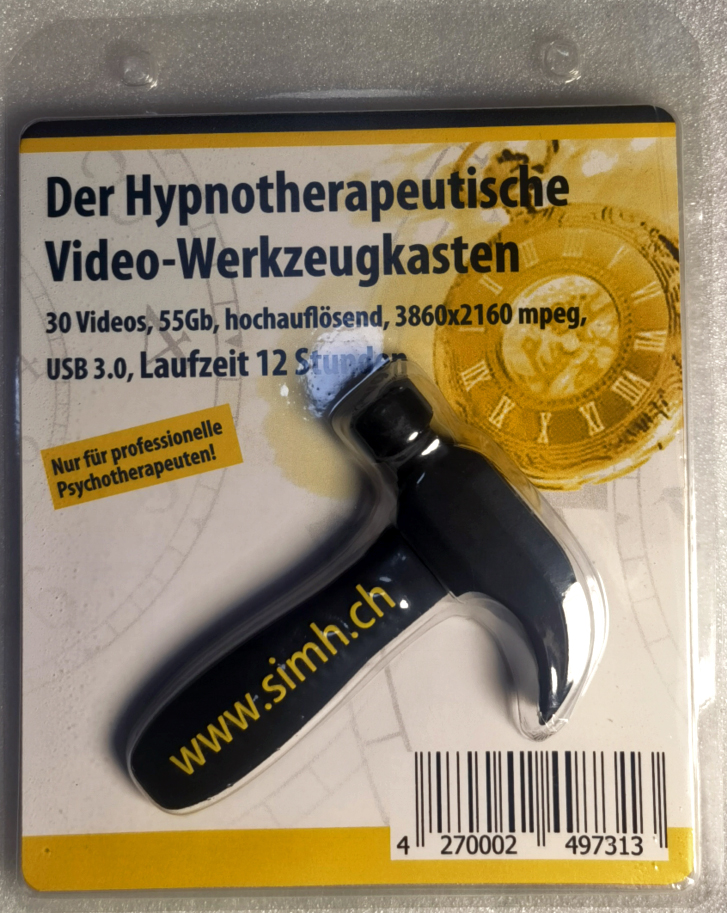 Der Hypnotherapeutische
Video-Werkzeugkasten
30 Videos, 55Gb, hochauflösend, 3860x2160 mpeg,
USB 3.0, Laufzeit 12 Stunden
Nur für professionelle
Psychotherapeuten!
www.simh.ch
4 270002 497313